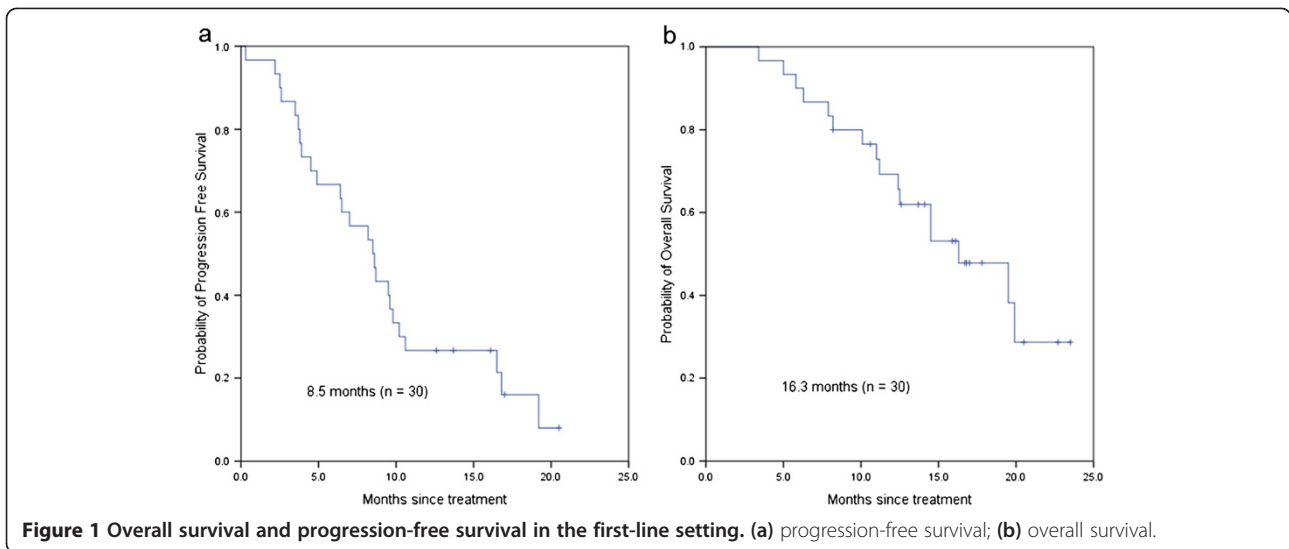 a
1.0
0.8
0.6
0.4
0.2
0.0
Probability of Progression Free Survival
8.5 months (n = 30)
0.0 5.0 10.0 15.0 20.0 25.0
Months since treatment
b
1.0
0.8
0.6
0.4
0.2
0.0
Probability of Overall Survival
16.3 months (n = 30)
0.0 5.0 10.0 15.0 20.0 25.0
Months since treatment
Figure 1 Overall survival and progression-free survival in the first-line setting. (a) progression-free survival; (b) overall survival.